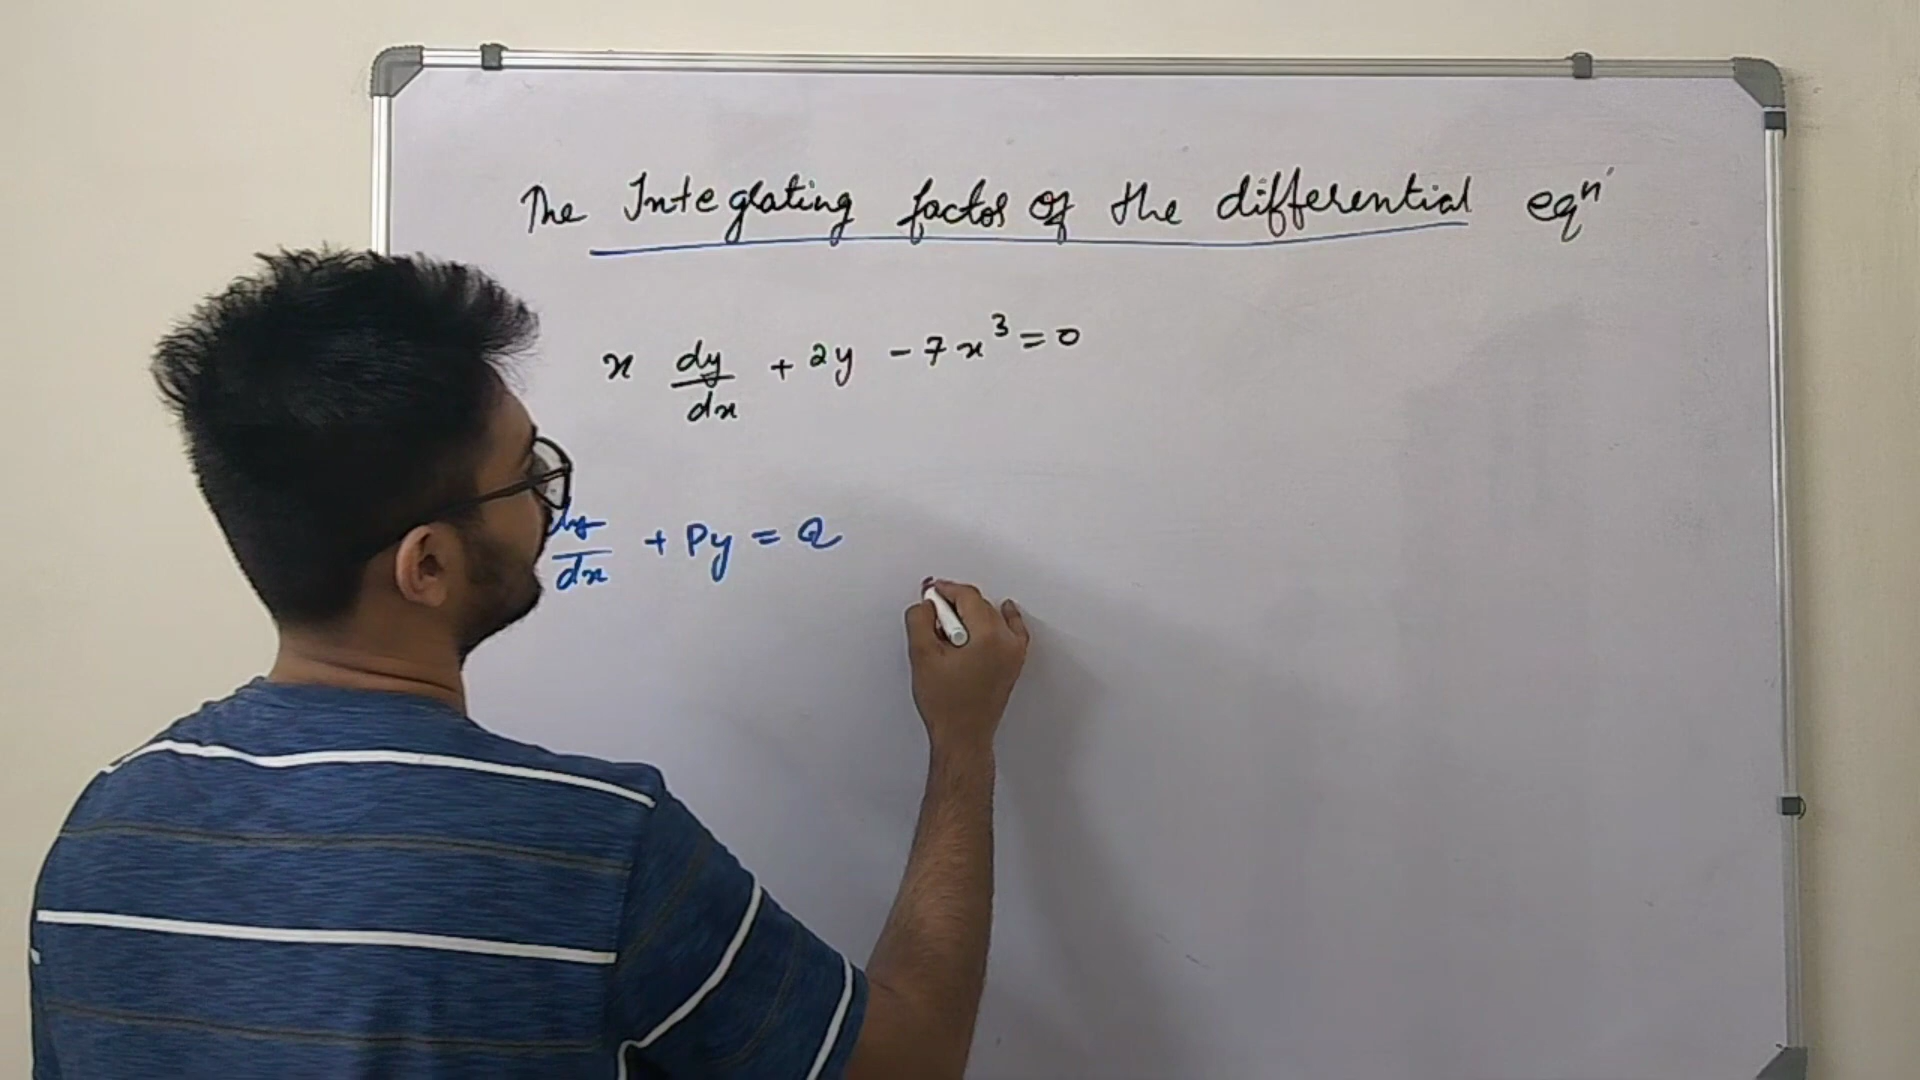 The Integrating factor of the differential eqn
x dy/dx + 2y - 7x³ = 0
dy/dx + Py = Q